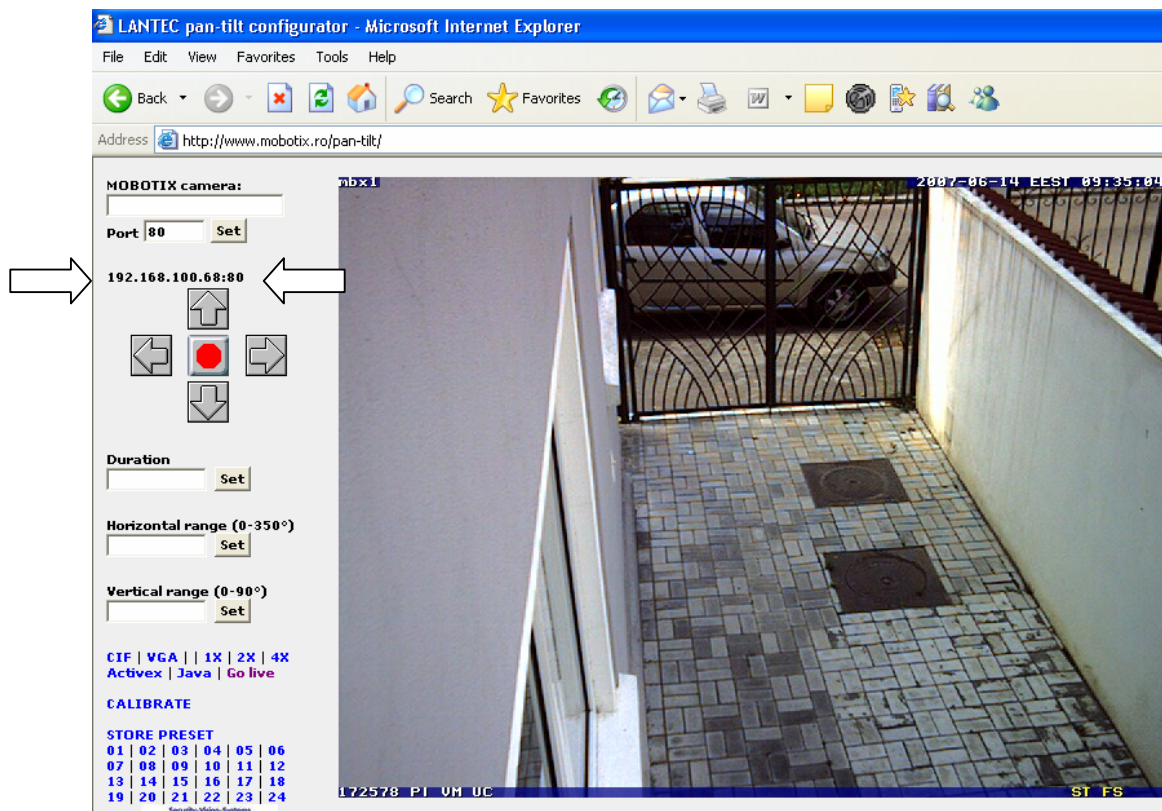 LANTEC pan-tilt configurator - Microsoft Internet Explorer
File Edit View Favorites Tools Help
Back Search Favorites
Address http://www.mobotix.ro/pan-tilt/
MOBOTIX camera:
Port 80 Set
192.168.100.68:80
Duration
Set
Horizontal range (0-350°)
Set
Vertical range (0-90°)
Set
CIF | VGA | | 1X | 2X | 4X
Activex | Java | Go live
CALIBRATE
STORE PRESET
01 | 02 | 03 | 04 | 05 | 06
07 | 08 | 09 | 10 | 11 | 12
13 | 14 | 15 | 16 | 17 | 18
19 | 20 | 21 | 22 | 23 | 24
Security Vision Systems
mbx1 2007-06-14 EEST 09:35:04
172578 PI VM UC ST FS